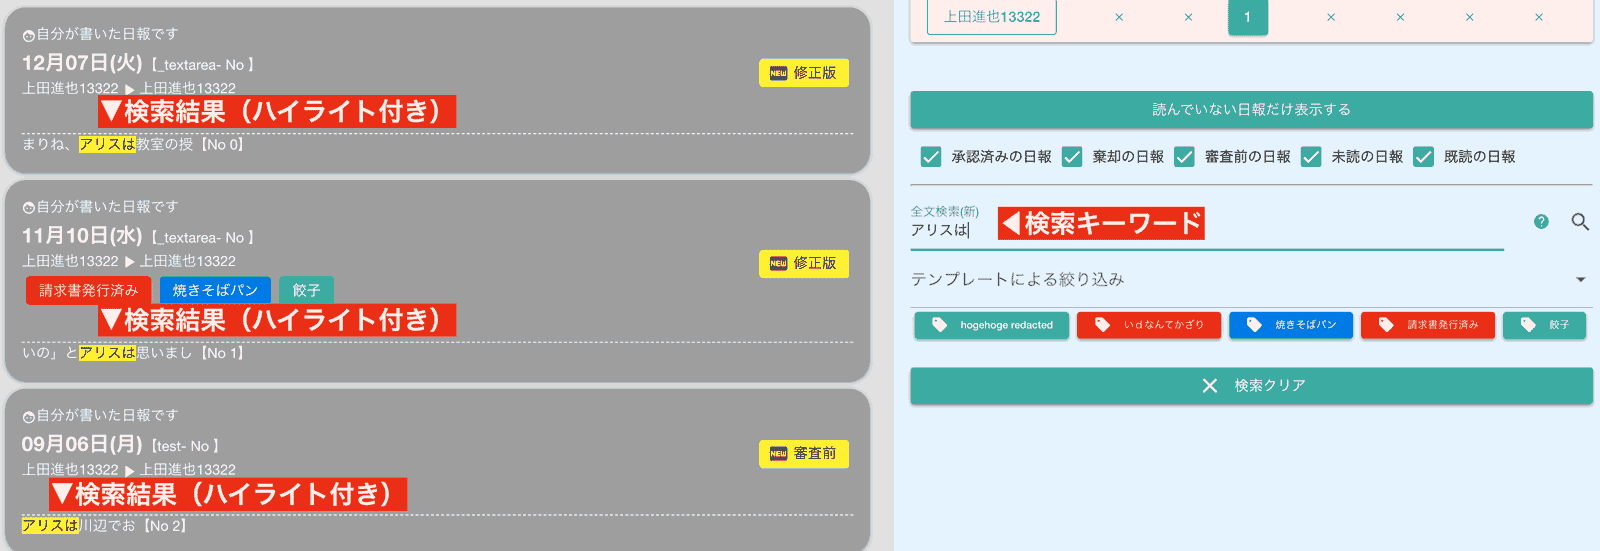 自分が書いた日報です
12月07日(火)【_textarea- No 】
上田進也13322 ▶ 上田進也13322
NEW 修正版
▼検索結果（ハイライト付き）
まりね、アリスは教室の授【No 0】
自分が書いた日報です
11月10日(水)【_textarea- No 】
上田進也13322 ▶ 上田進也13322
NEW 修正版
請求書発行済み 焼きそばパン 餃子
▼検索結果（ハイライト付き）
いの」とアリスは思いまし【No 1】
自分が書いた日報です
09月06日(月)【test- No 】
上田進也13322 ▶ 上田進也13322
NEW 審査前
▼検索結果（ハイライト付き）
アリスは川辺でお【No 2】
上田進也13322 × × 1 × × × ×
読んでいない日報だけ表示する
承認済みの日報 棄却の日報 審査前の日報 未読の日報 既読の日報
全文検索(新)
アリスは
◀検索キーワード
?
テンプレートによる絞り込み
hogehoge redacted いｄなんてかざり 焼きそばパン 請求書発行済み 餃子
× 検索クリア